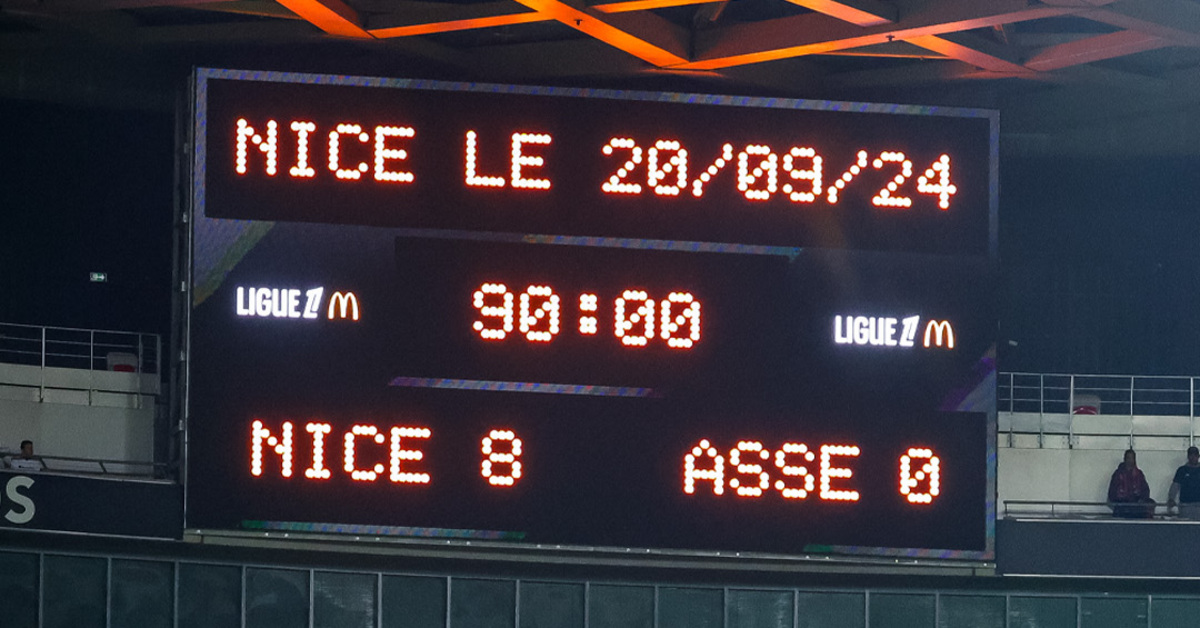 NICE LE 20/09/24
LIGUE 1 M 90:00 LIGUE 1 M
NICE 8 ASSE 0
S